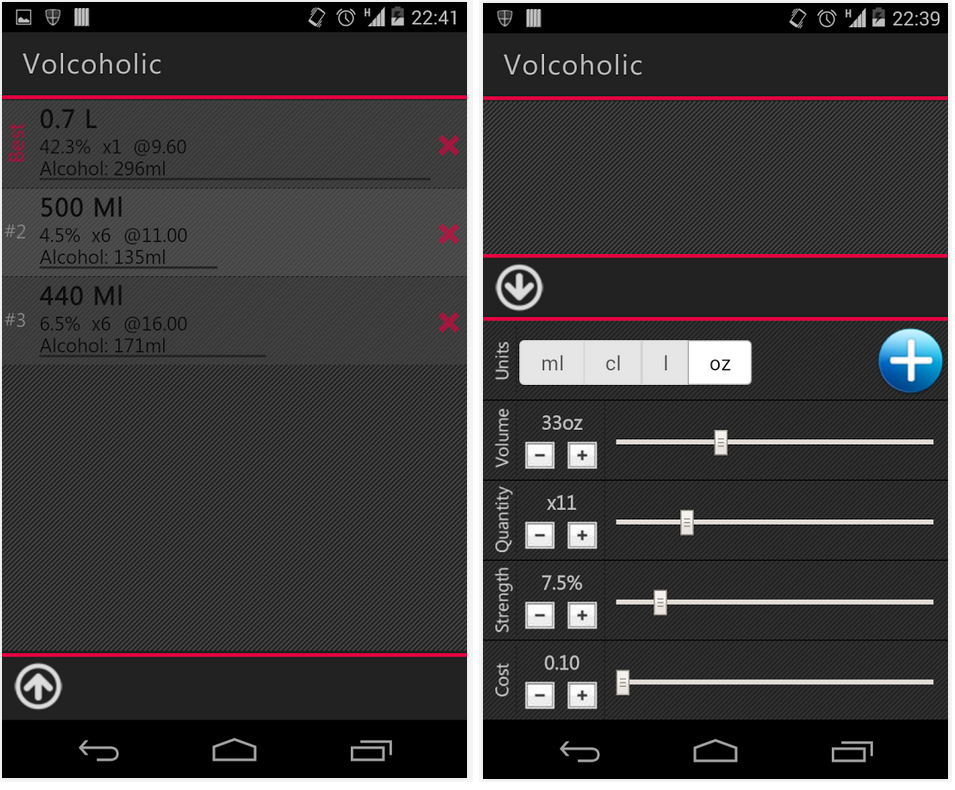 22:41
Volcoholic
Best
0.7 L
42.3% x1 @9.60
Alcohol: 296ml
#2
500 Ml
4.5% x6 @11.00
Alcohol: 135ml
#3
440 Ml
6.5% x6 @16.00
Alcohol: 171ml
H 22:39
Volcoholic
Units
ml cl l oz
Volume
33oz
Quantity
x11
Strength
7.5%
Cost
0.10